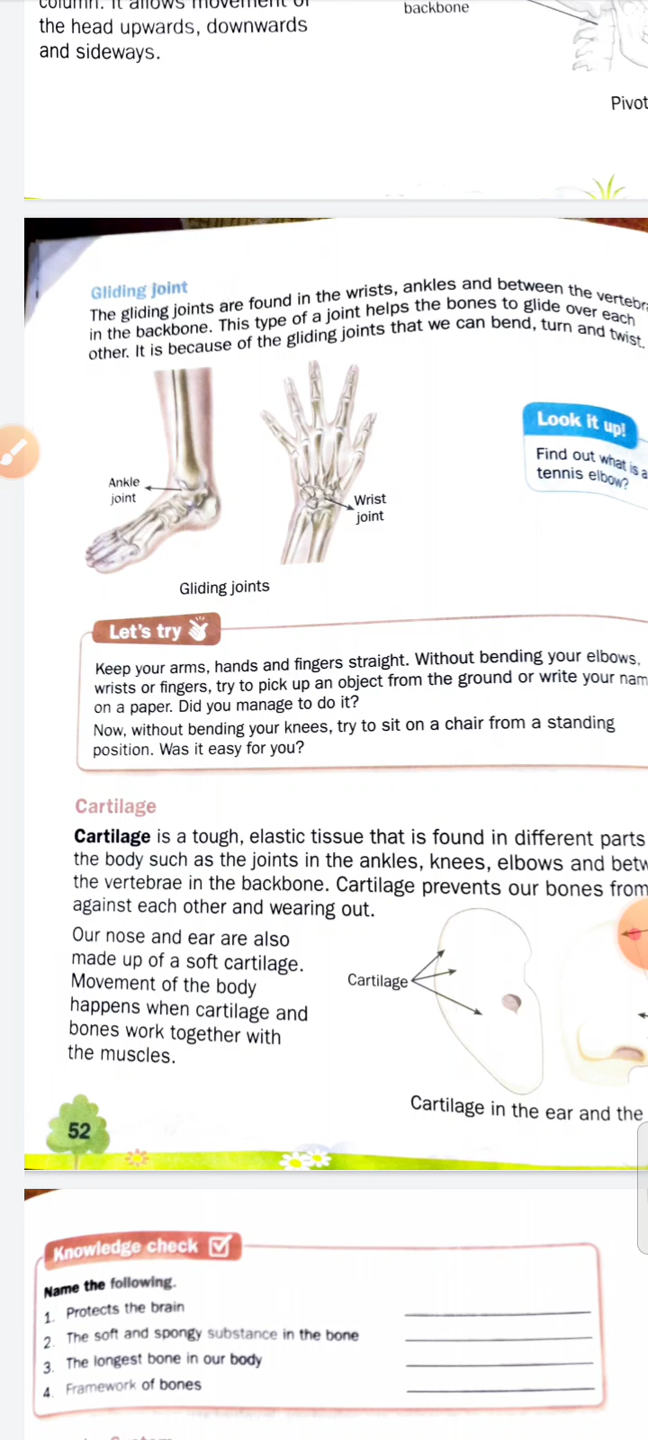 the head upwards, downwards
and sideways.
backbone
Pivot
Gliding joint
The gliding joints are found in the wrists, ankles and between the vertebr
in the backbone. This type of a joint helps the bones to glide over each
other. It is because of the gliding joints that we can bend, turn and twist.
Look it up!
Find out what is a
tennis elbow?
Ankle
joint
Wrist
joint
Gliding joints
Let's try
Keep your arms, hands and fingers straight. Without bending your elbows,
wrists or fingers, try to pick up an object from the ground or write your nam
on a paper. Did you manage to do it?
Now, without bending your knees, try to sit on a chair from a standing
position. Was it easy for you?
Cartilage
Cartilage is a tough, elastic tissue that is found in different parts
the body such as the joints in the ankles, knees, elbows and betw
the vertebrae in the backbone. Cartilage prevents our bones from
against each other and wearing out.
Our nose and ear are also
made up of a soft cartilage.
Movement of the body
happens when cartilage and
bones work together with
the muscles.
Cartilage
Cartilage in the ear and the
52
Knowledge check
Name the following.
1. Protects the brain
2. The soft and spongy substance in the bone
3. The longest bone in our body
4. Framework of bones